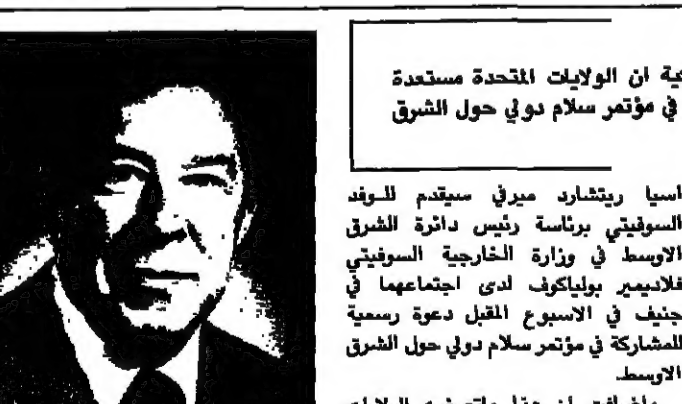 ية ان الولايات المتحدة مستعدة
في مؤتمر سلام دولي حول الشرق
اسيا ريتشارد ميرفي سيقدم للوفد
السوفيتي برئاسة رئيس دائرة الشرق
الاوسط في وزارة الخارجية السوفيتي
فلاديمير بولياكوف لدى اجتماعهما في
جنيف في الاسبوع المقبل دعوة رسمية
للمشاركة في مؤتمر سلام دولي حول الشرق
الاوسط.